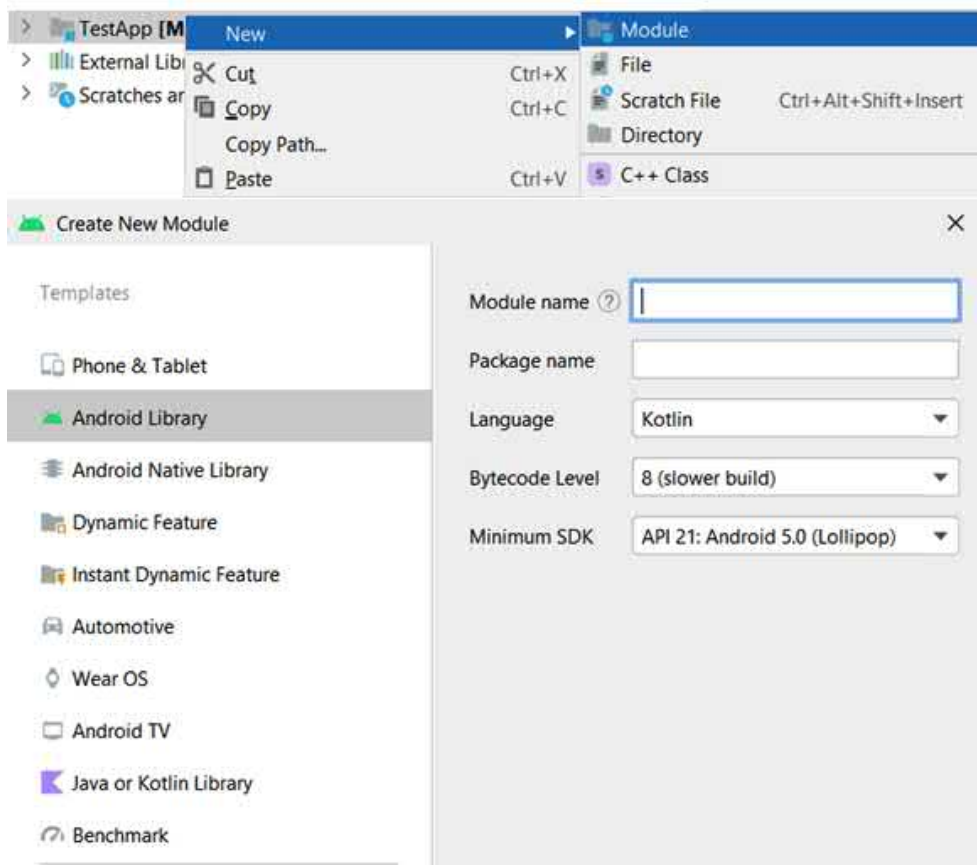 TestApp [M
New
Module
External Lib
Cut
Ctrl+X
File
Scratches ar
Copy
Ctrl+C
Scratch File
Ctrl+Alt+Shift+Insert
Copy Path...
Directory
Paste
Ctrl+V
C++ Class
Create New Module
Templates
Module name
Phone & Tablet
Package name
Android Library
Language
Kotlin
Android Native Library
Bytecode Level
8 (slower build)
Dynamic Feature
Minimum SDK
API 21: Android 5.0 (Lollipop)
Instant Dynamic Feature
Automotive
Wear OS
Android TV
Java or Kotlin Library
Benchmark